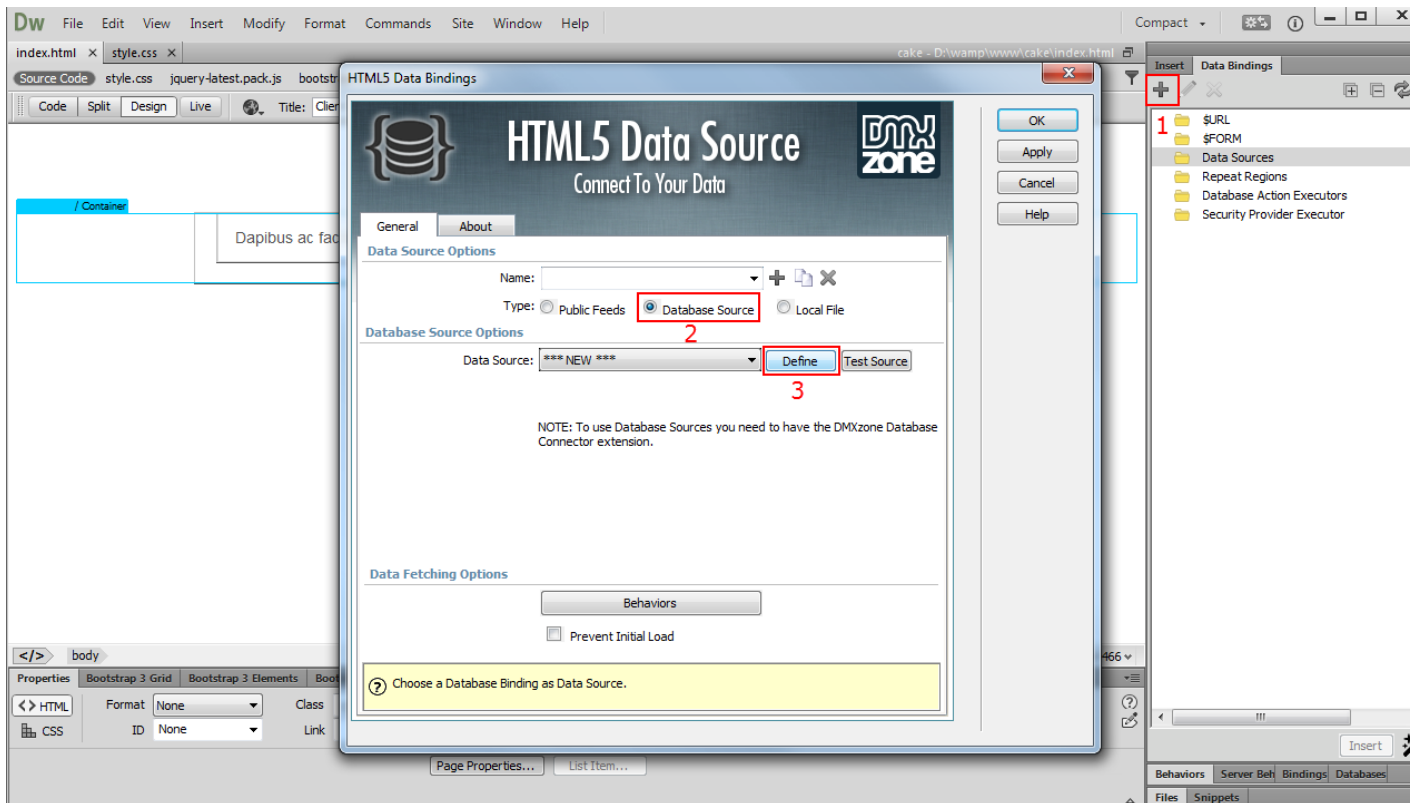 Dw File Edit View Insert Modify Format Commands Site Window Help
Compact
index.html × style.css ×
cake - D:\wamp\www\cake\index.html
Source Code style.css jquery-latest.pack.js bootstr
Code Split Design Live Title: Clier
/ Container
Dapibus ac fac
HTML5 Data Bindings
HTML5 Data Source
Connect To Your Data
DMX
zone
General About
Data Source Options
Name:
Type: Public Feeds Database Source Local File
2
Database Source Options
Data Source: *** NEW *** Define Test Source
3
NOTE: To use Database Sources you need to have the DMXzone Database
Connector extension.
Data Fetching Options
Behaviors
Prevent Initial Load
? Choose a Database Binding as Data Source.
OK
Apply
Cancel
Help
Insert Data Bindings
1
$URL
$FORM
Data Sources
Repeat Regions
Database Action Executors
Security Provider Executor
Insert
Behaviors Server Beh Bindings Databases
Files Snippets
</> body
466
Properties Bootstrap 3 Grid Bootstrap 3 Elements Boot
<> HTML Format None Class
CSS ID None Link
Page Properties... List Item...